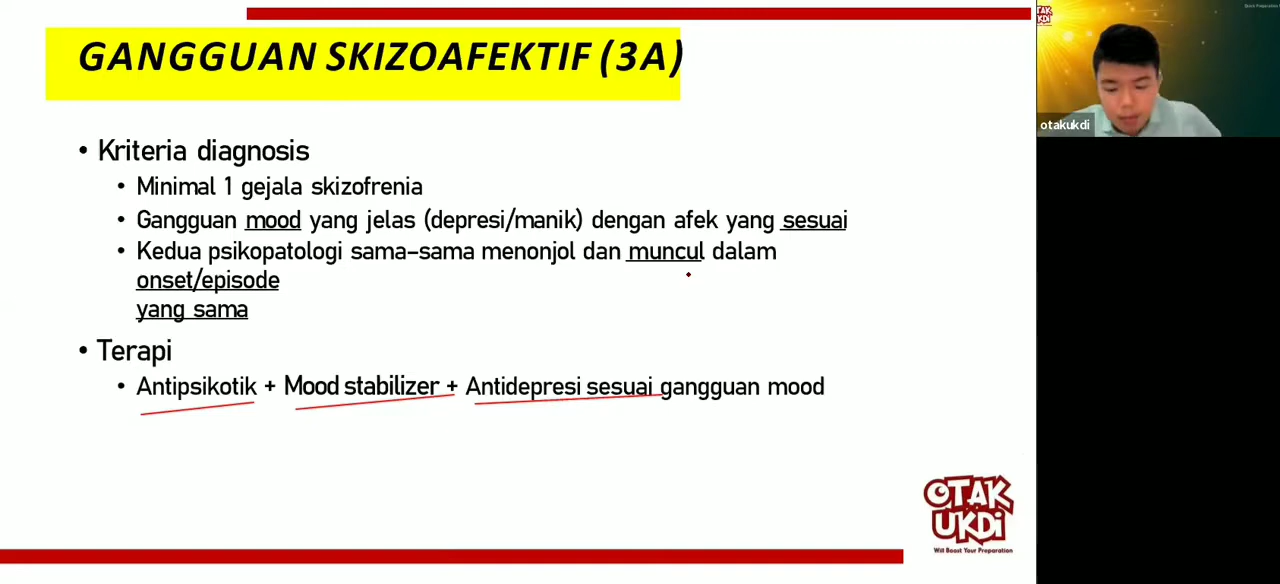 GANGGUAN SKIZOAFEKTIF (3A)
• Kriteria diagnosis
• Minimal 1 gejala skizofrenia
• Gangguan mood yang jelas (depresi/manik) dengan afek yang sesuai
• Kedua psikopatologi sama-sama menonjol dan muncul dalam
onset/episode
yang sama
• Terapi
• Antipsikotik + Mood stabilizer + Antidepresi sesuai gangguan mood
OTAK
UKDI
Will Boost Your Preparation
otakukdi